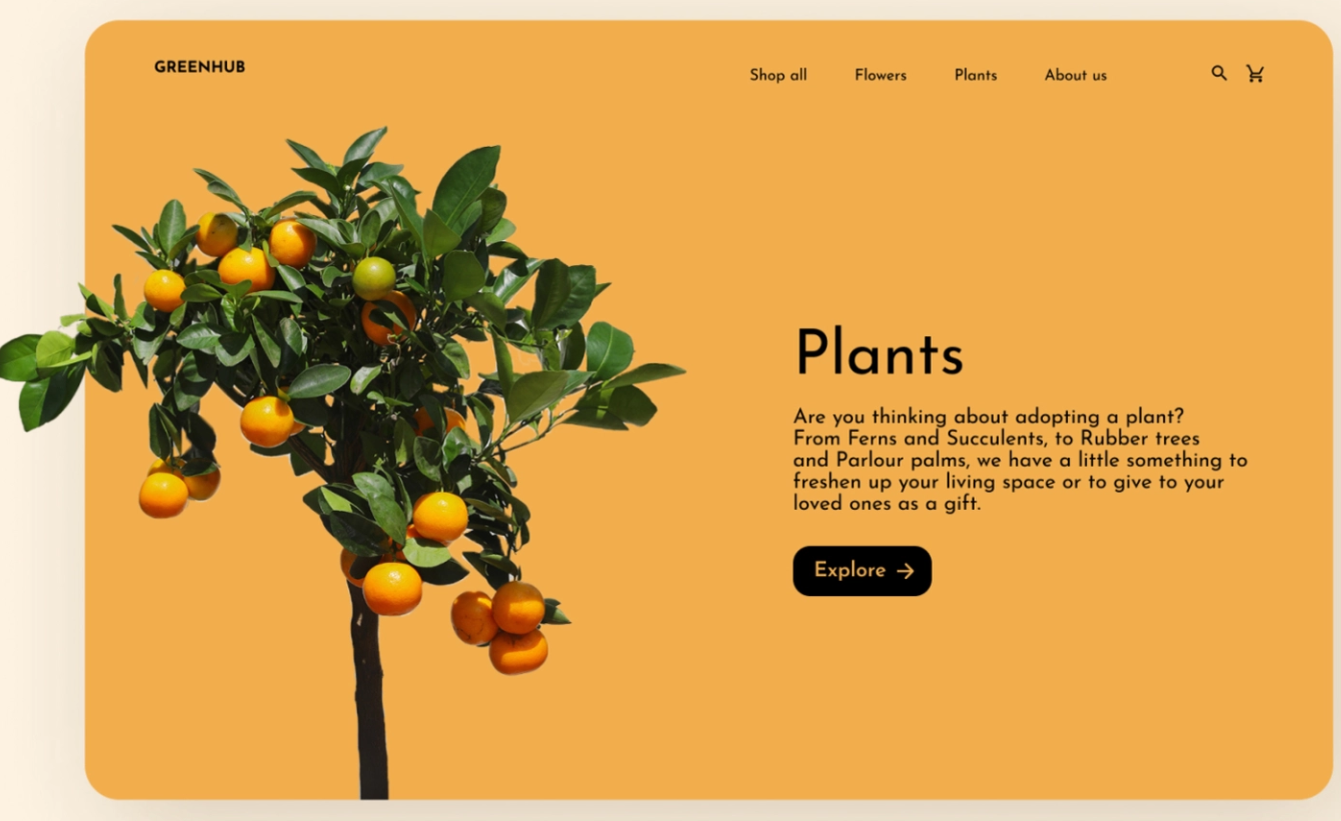 GREENHUB
Shop all
Flowers
Plants
About us
Plants
Are you thinking about adopting a plant?
From Ferns and Succulents, to Rubber trees
and Parlour palms, we have a little something to
freshen up your living space or to give to your
loved ones as a gift.
Explore →